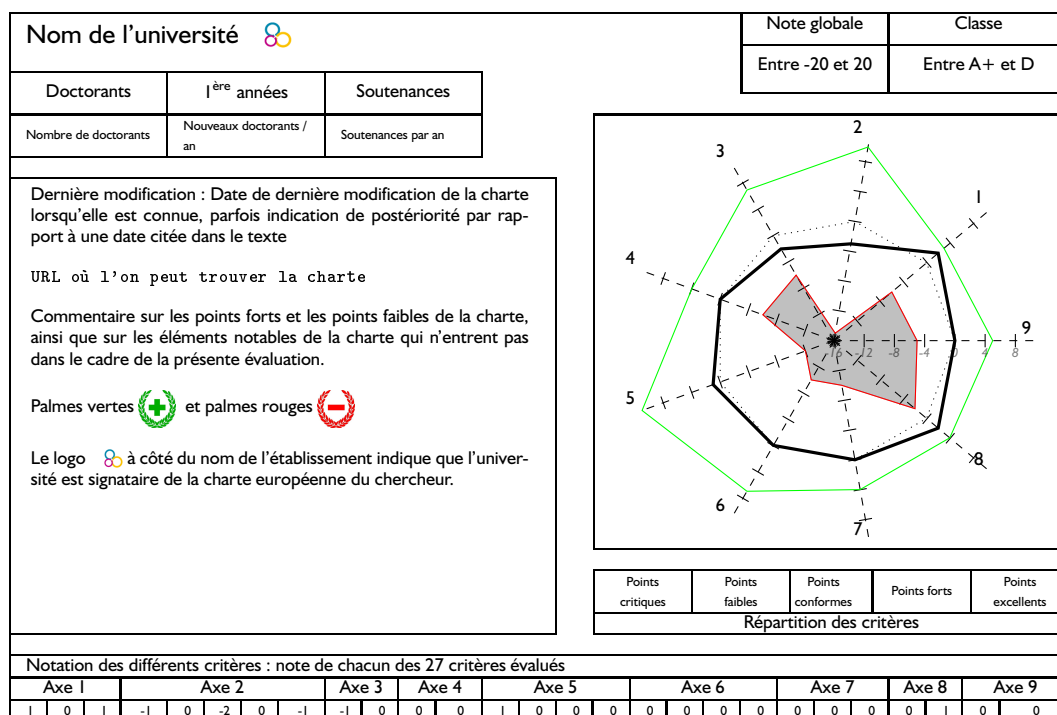 Nom de l'université
Note globale
Classe
Entre -20 et 20
Entre A+ et D
Doctorants
1ère années
Soutenances
Nombre de doctorants
Nouveaux doctorants /
an
Soutenances par an
Dernière modification : Date de dernière modification de la charte
lorsqu'elle est connue, parfois indication de postériorité par rap-
port à une date citée dans le texte
URL où l'on peut trouver la charte
Commentaire sur les points forts et les points faibles de la charte,
ainsi que sur les éléments notables de la charte qui n'entrent pas
dans le cadre de la présente évaluation.
Palmes vertes et palmes rouges
Le logo à côté du nom de l'établissement indique que l'univer-
sité est signataire de la charte européenne du chercheur.
2
3
1
4
9
-16 -12 -8 -4 0 4 8
5
8
6
7
Points
critiques
Points
faibles
Points
conformes
Points forts
Points
excellents
Répartition des critères
Notation des différents critères : note de chacun des 27 critères évalués
Axe 1 Axe 2 Axe 3 Axe 4 Axe 5 Axe 6 Axe 7 Axe 8 Axe 9
1 0 1 -1 0 -2 0 -1 -1 0 0 0 1 0 0 0 0 0 0 0 0 0 0 0 1 0 0